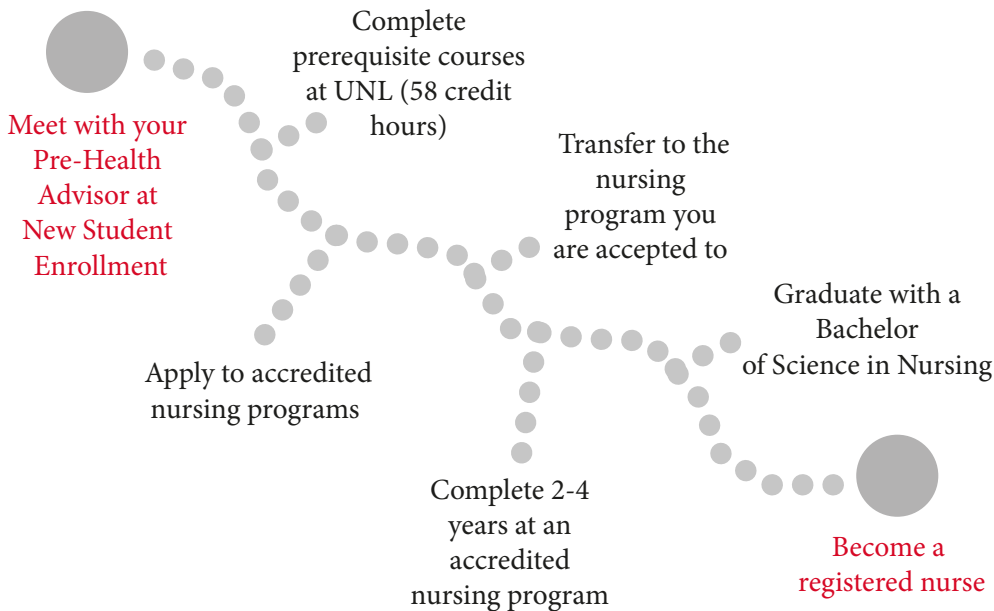 Meet with your
Pre-Health
Advisor at
New Student
Enrollment
Complete
prerequisite courses
at UNL (58 credit
hours)
Apply to accredited
nursing programs
Transfer to the
nursing
program you
are accepted to
Complete 2-4
years at an
accredited
nursing program
Graduate with a
Bachelor
of Science in Nursing
Become a
registered nurse